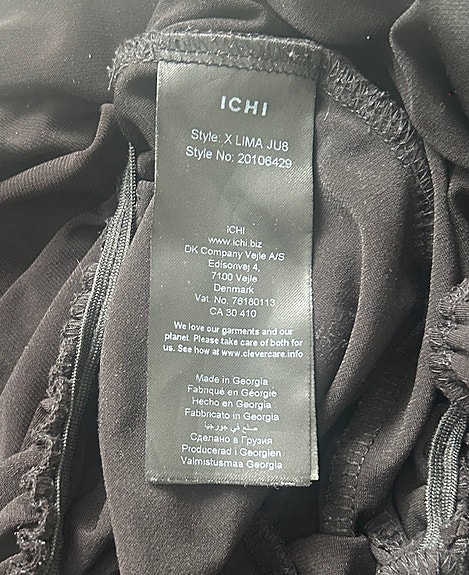 ICHI
Style: X LIMA JU8
Style No: 20106429
ICHI
www.ichi.biz
DK Company Vejle A/S
Edisonvej 4,
7100 Vejle
Denmark
Vat. No. 76180113
CA 30 410
We love our garments and our
planet. Please take care of both for
us. See how at www.clevercare.info
Made in Georgia
Fabriqué en Géorgie
Hecho en Georgia
Fabbricato in Georgia
صنع في جورجيا
Сделано в Грузия
Producerad i Georgien
Valmistusmaa Georgia